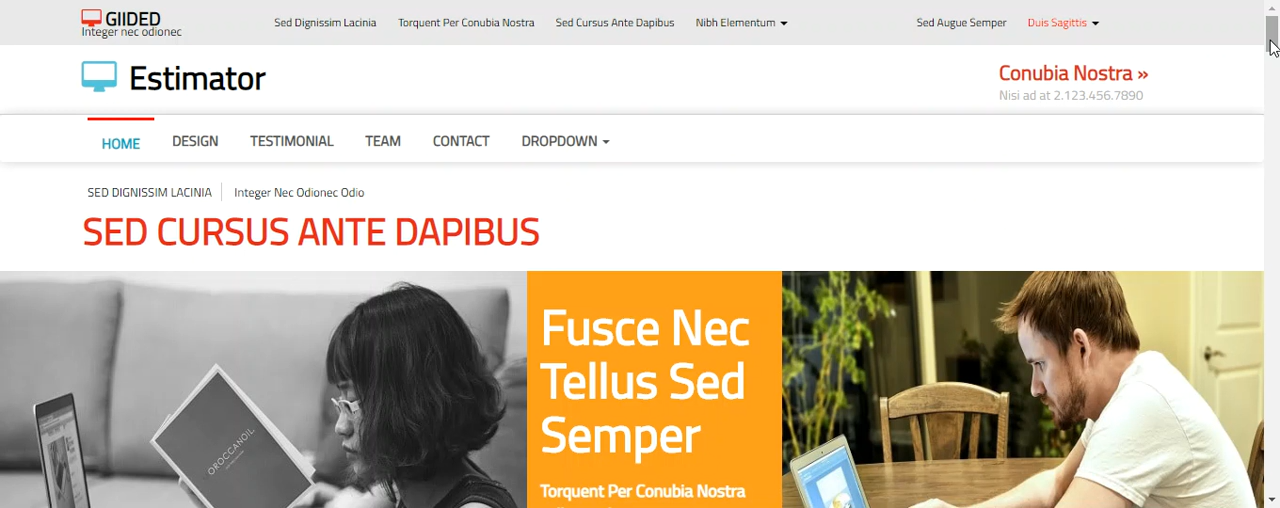 GIIDED
Integer nec odionec
Sed Dignissim Lacinia
Torquent Per Conubia Nostra
Sed Cursus Ante Dapibus
Nibh Elementum
Sed Augue Semper
Duis Sagittis
Estimator
Conubia Nostra »
Nisi ad at 2.123.456.7890
HOME
DESIGN
TESTIMONIAL
TEAM
CONTACT
DROPDOWN
SED DIGNISSIM LACINIA
Integer Nec Odionec Odio
SED CURSUS ANTE DAPIBUS
OROCCANOIL
Fusce Nec
Tellus Sed
Semper
Torquent Per Conubia Nostra